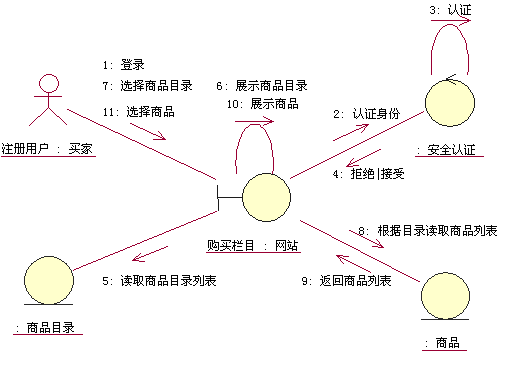 3: 认证
1: 登录
7: 选择商品目录
6: 展示商品目录
10: 展示商品
11: 选择商品
2: 认证身份
注册用户 : 买家
: 安全认证
4: 拒绝|接受
8: 根据目录读取商品列表
购买栏目 : 网站
5: 读取商品目录列表
9: 返回商品列表
: 商品目录
: 商品